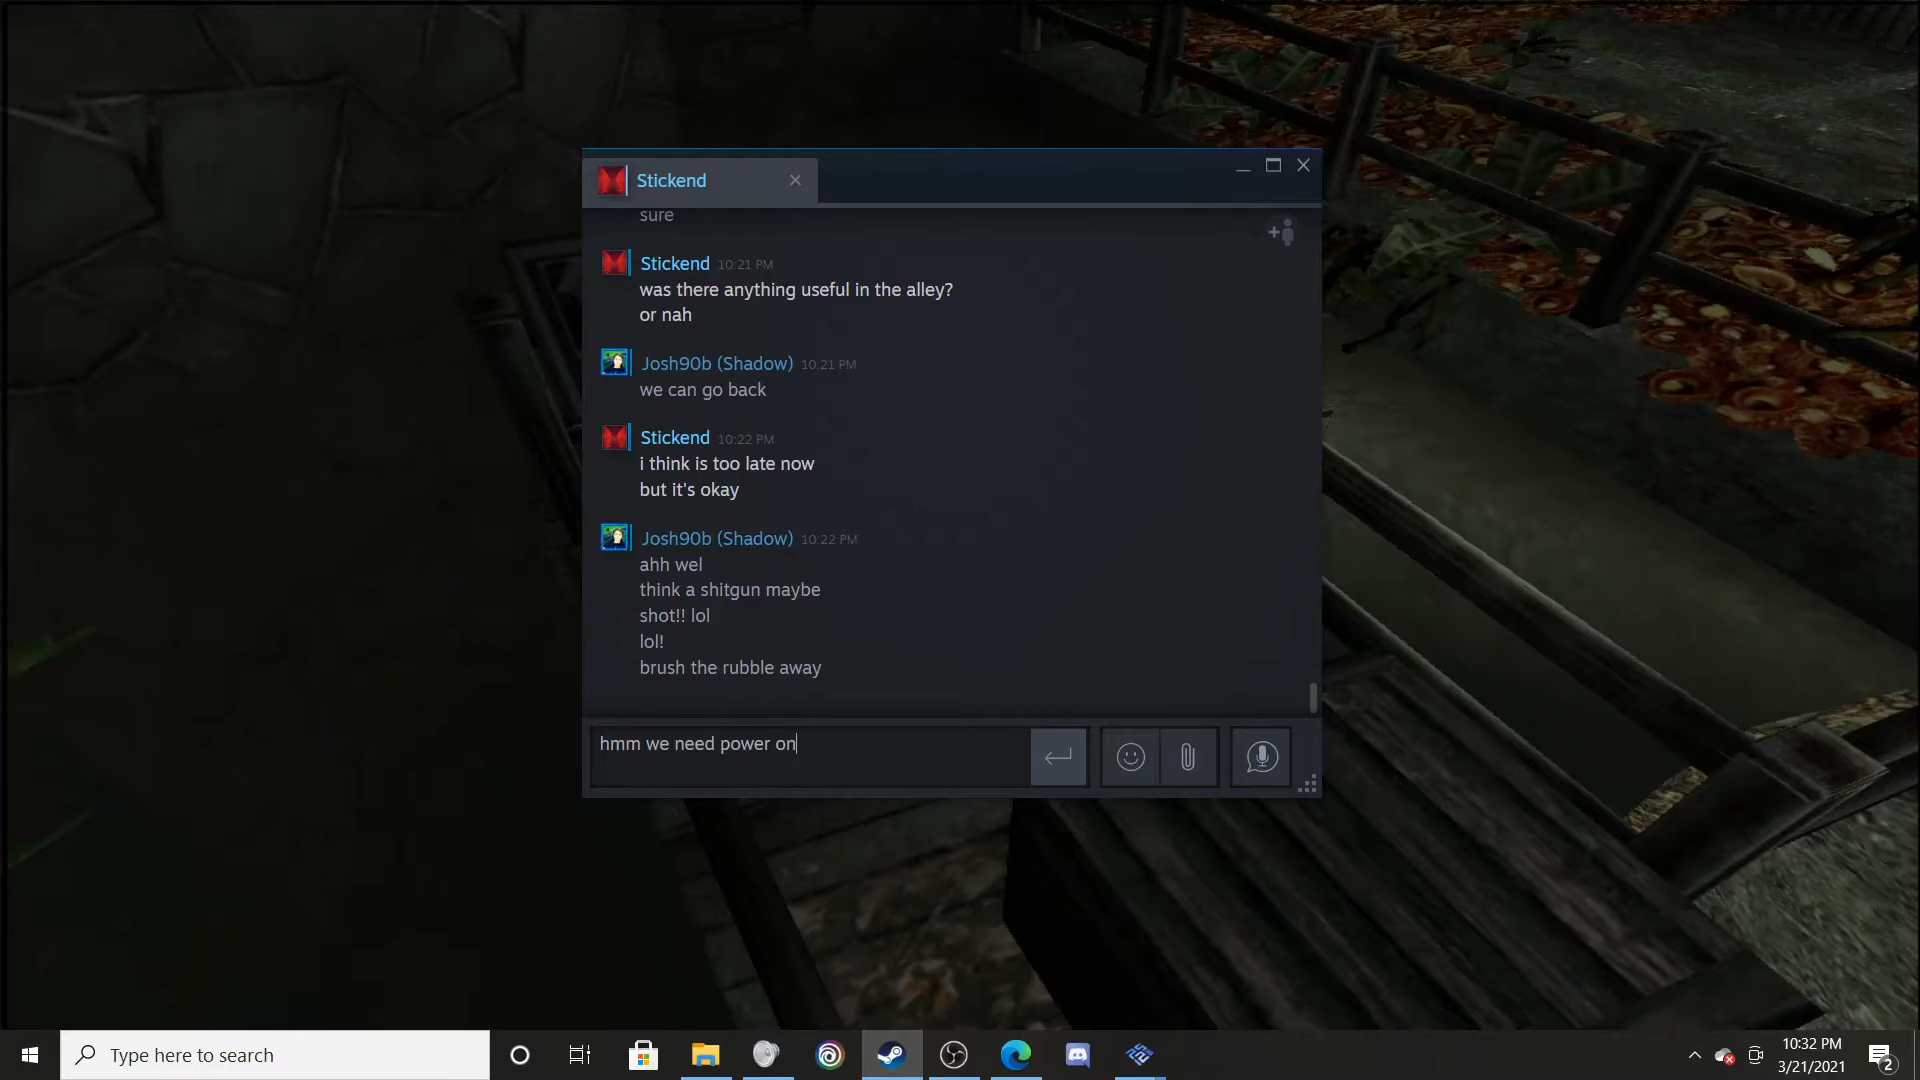 Stickend
sure
Stickend 10:21 PM
was there anything useful in the alley?
or nah
Josh90b (Shadow) 10:21 PM
we can go back
Stickend 10:22 PM
i think is too late now
but it's okay
Josh90b (Shadow) 10:22 PM
ahh wel
think a shitgun maybe
shot!! lol
lol!
brush the rubble away
hmm we need power on
Type here to search
10:32 PM
3/21/2021
2